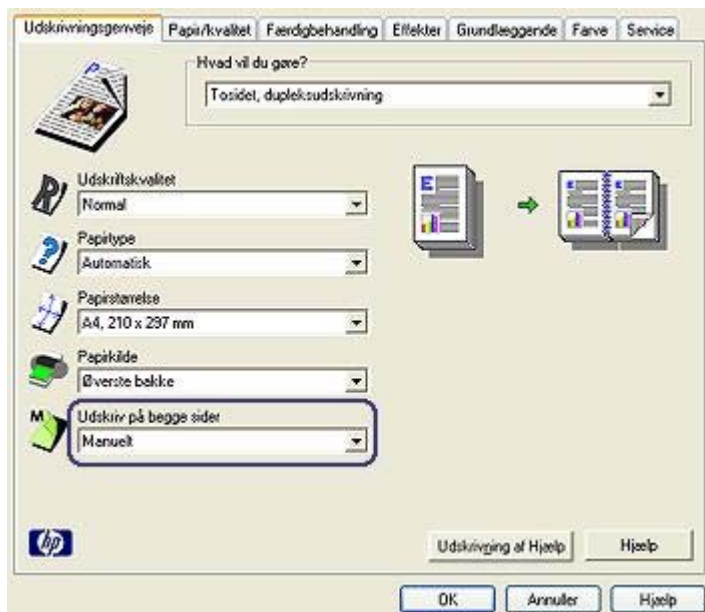 Udskrivningsgenveje Papir/kvalitet Færdigbehandling Effekter Grundlæggende Farve Service
Hvad vil du gøre?
Tosidet, dupleksudskrivning
Udskriftskvalitet
Normal
Papirtype
Automatisk
Papirstørrelse
A4, 210 x 297 mm
Papirkilde
Øverste bakke
Udskriv på begge sider
Manuelt
hp
Udskrivning af Hjælp Hjælp
OK Annuller Hjælp